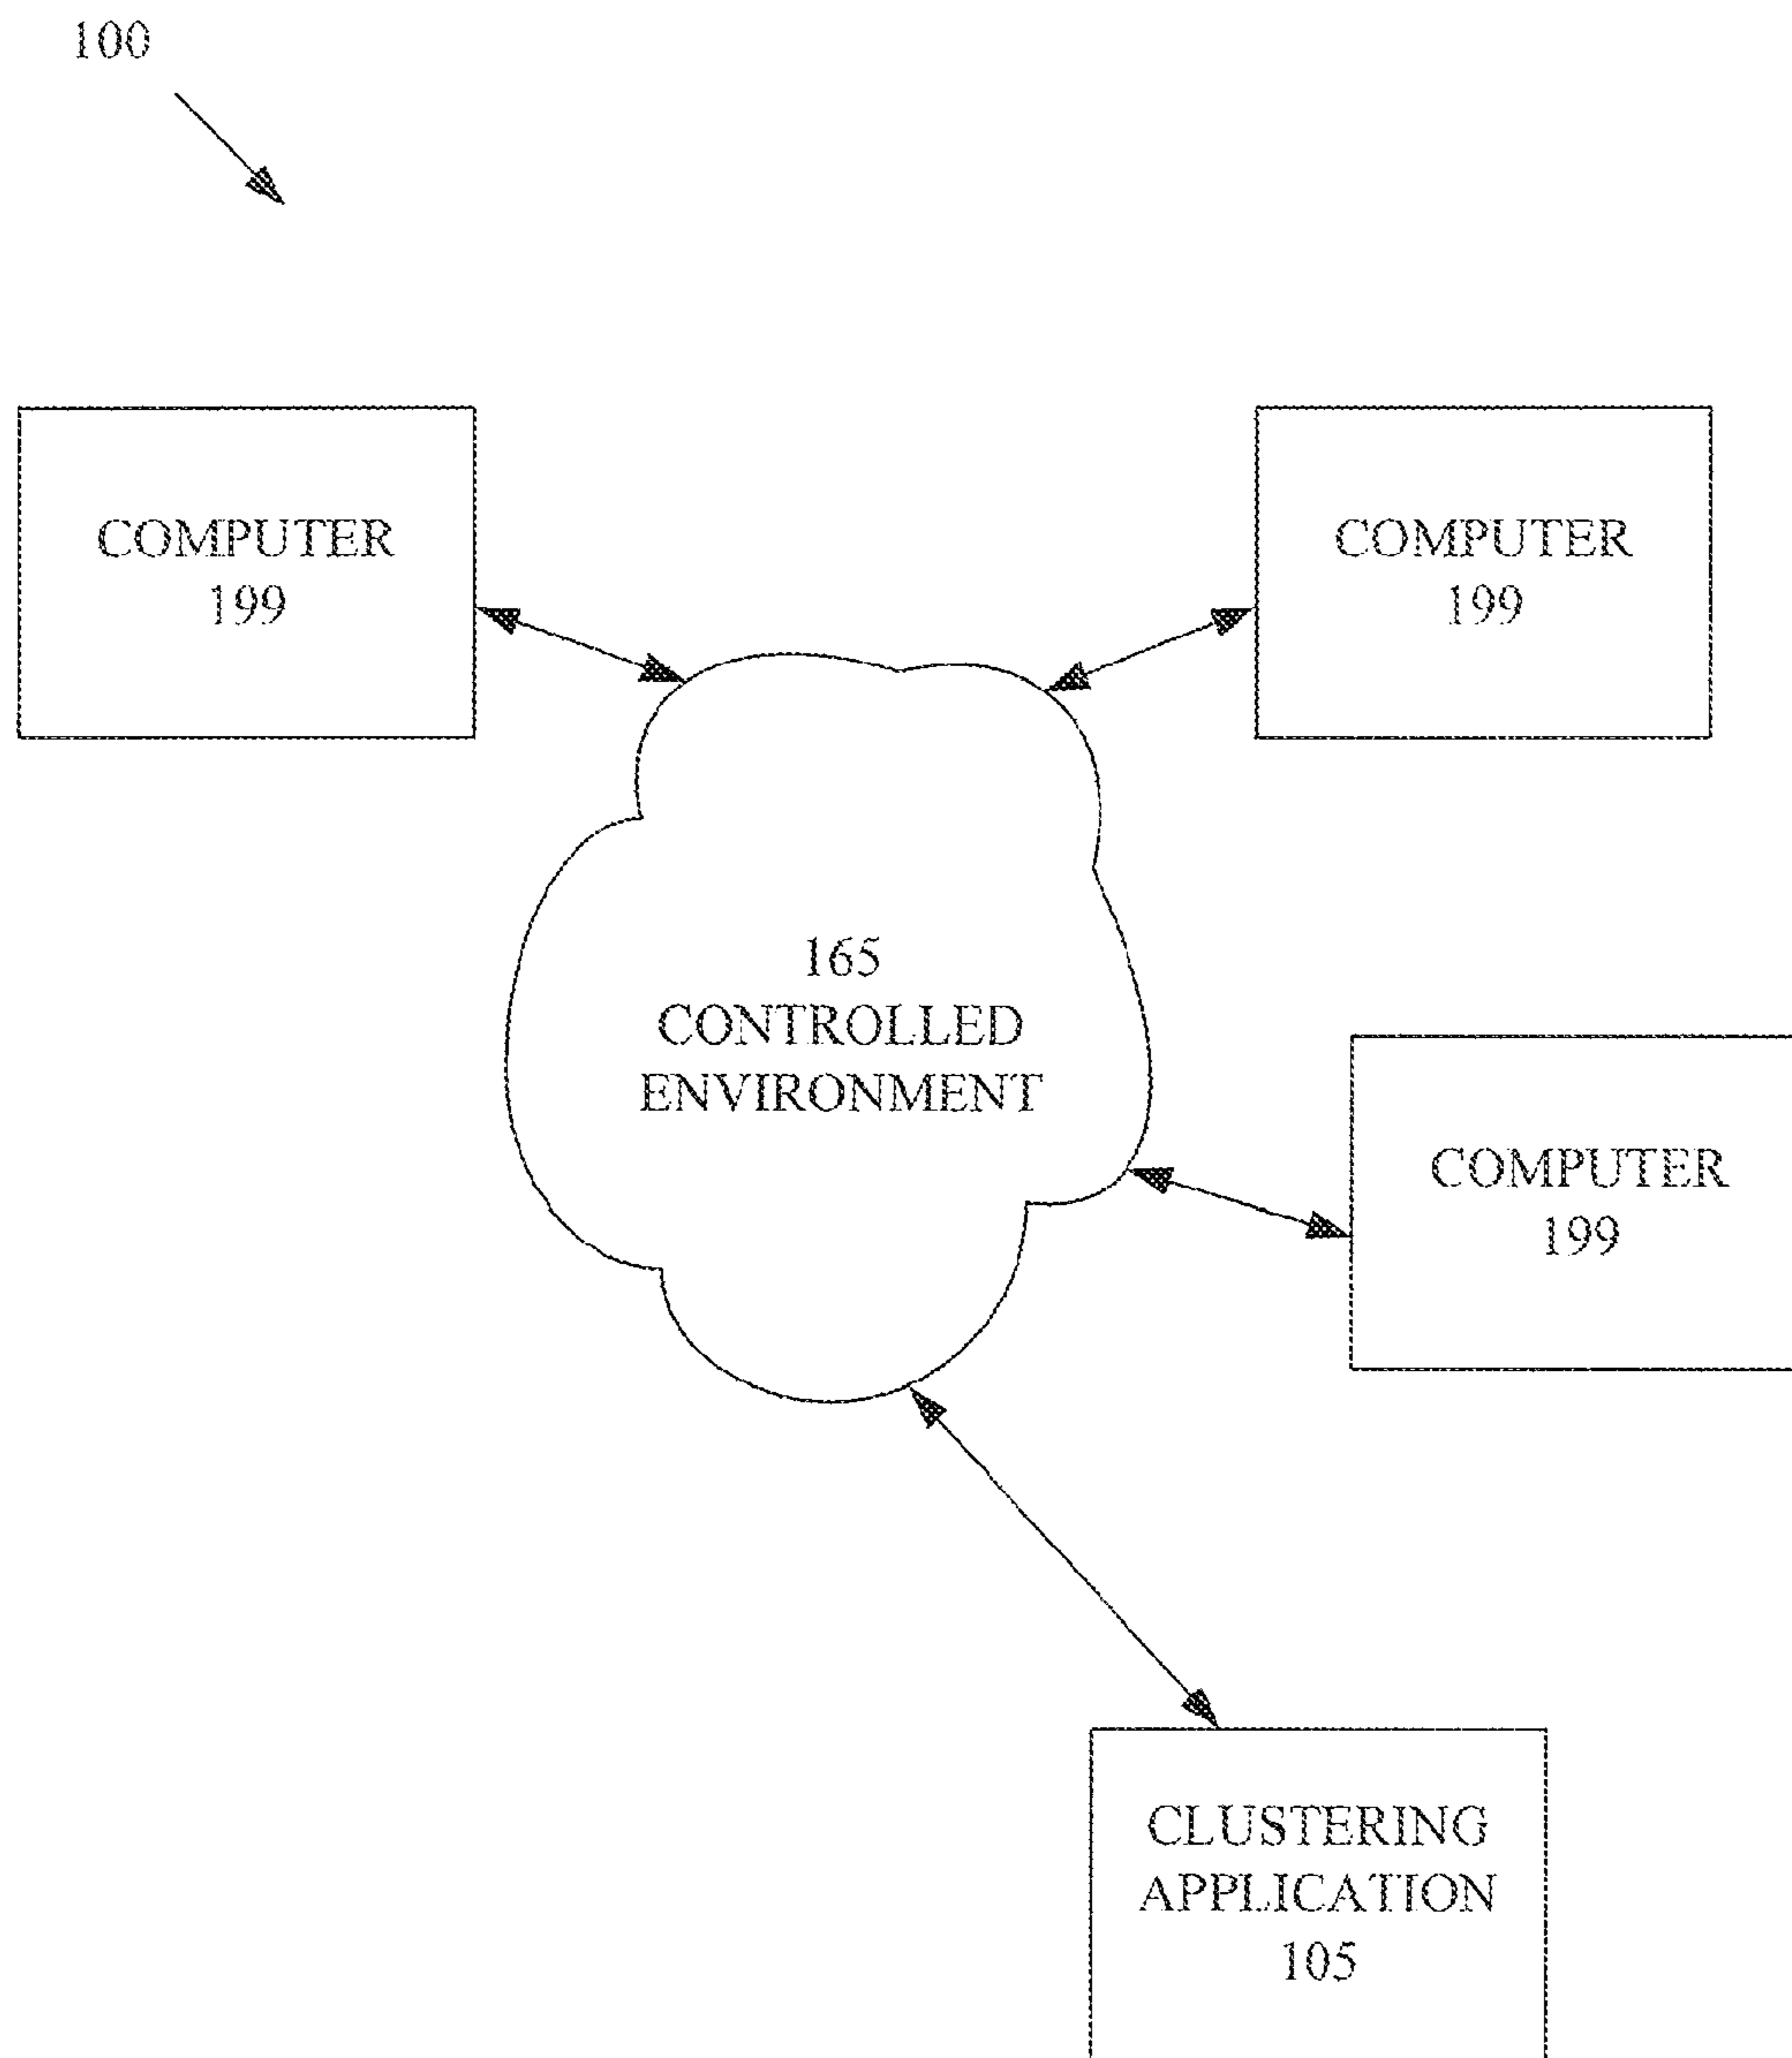 100
COMPUTER
199
COMPUTER
199
165
CONTROLLED
ENVIRONMENT
COMPUTER
199
CLUSTERING
APPLICATION
105